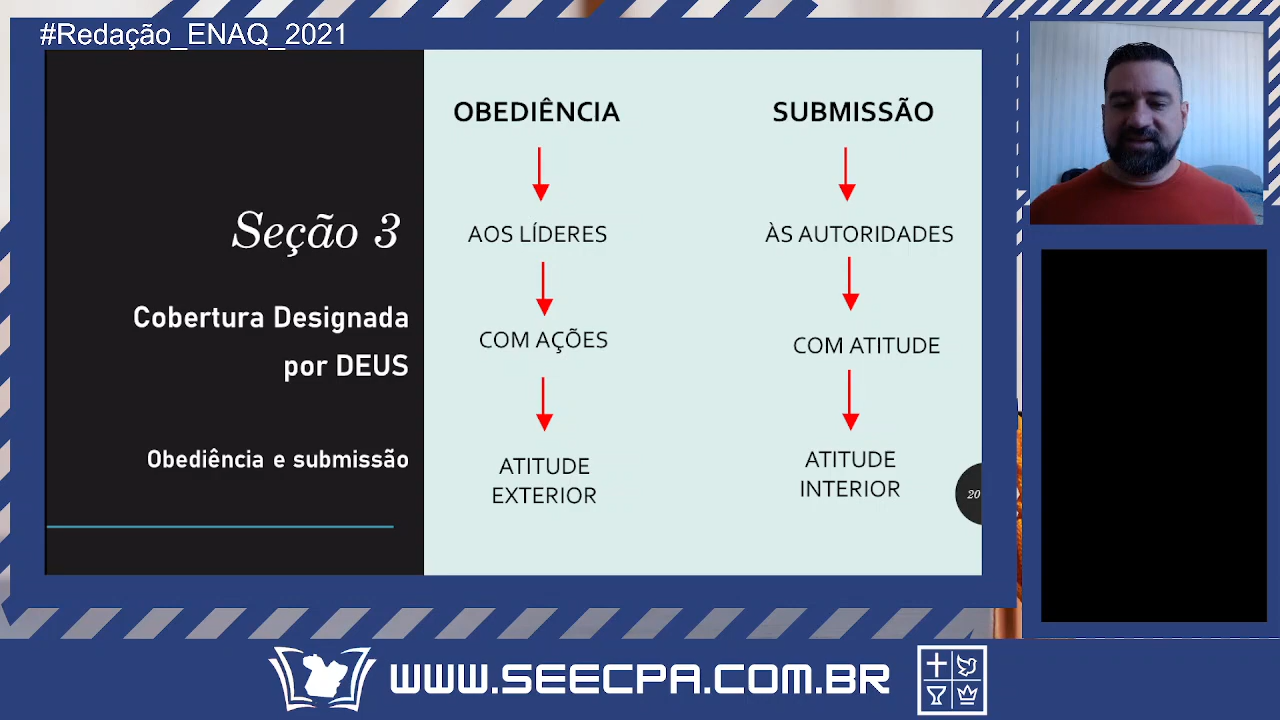 #Redação_ENAQ_2021
Seção 3
Cobertura Designada
por DEUS
Obediência e submissão
OBEDIÊNCIA
AOS LÍDERES
COM AÇÕES
ATITUDE
EXTERIOR
SUBMISSÃO
ÀS AUTORIDADES
COM ATITUDE
ATITUDE
INTERIOR
20
WWW.SEECPA.COM.BR